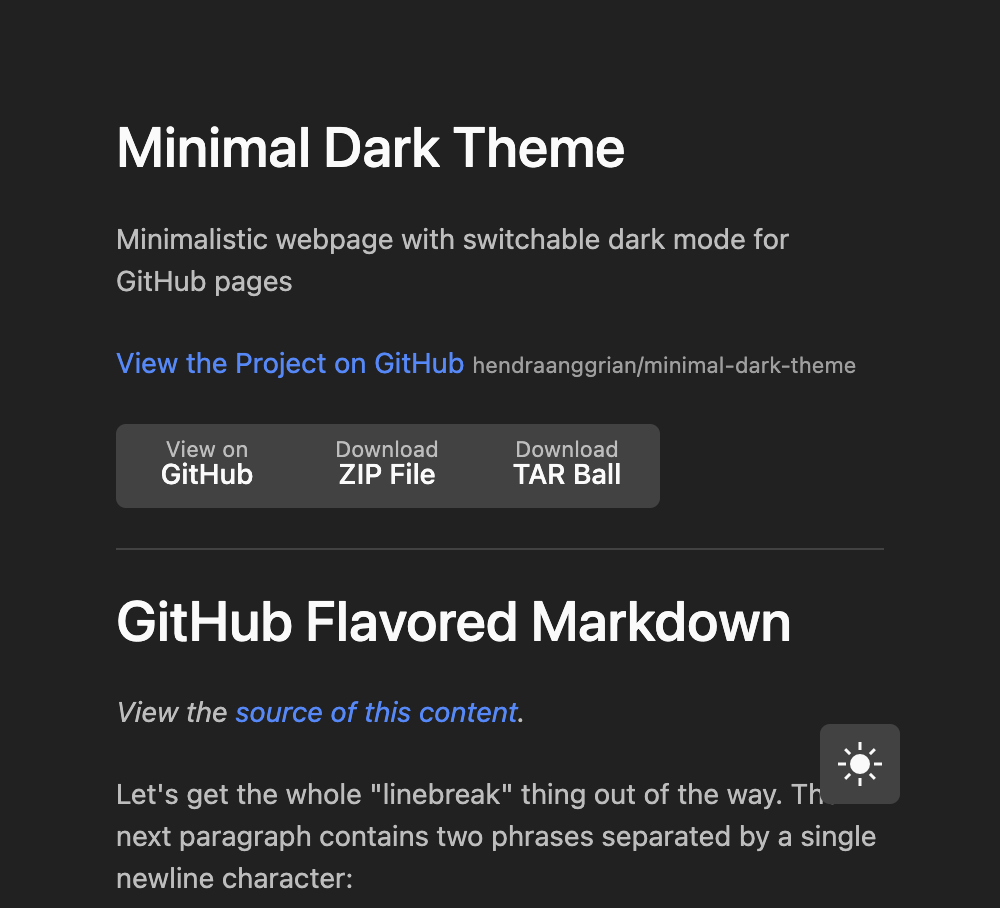 Minimal Dark Theme
Minimalistic webpage with switchable dark mode for
GitHub pages
View the Project on GitHub hendraanggrian/minimal-dark-theme
View on
GitHub
Download
ZIP File
Download
TAR Ball
GitHub Flavored Markdown
View the source of this content.
Let's get the whole "linebreak" thing out of the way.
next paragraph contains two phrases separated by a single
newline character: